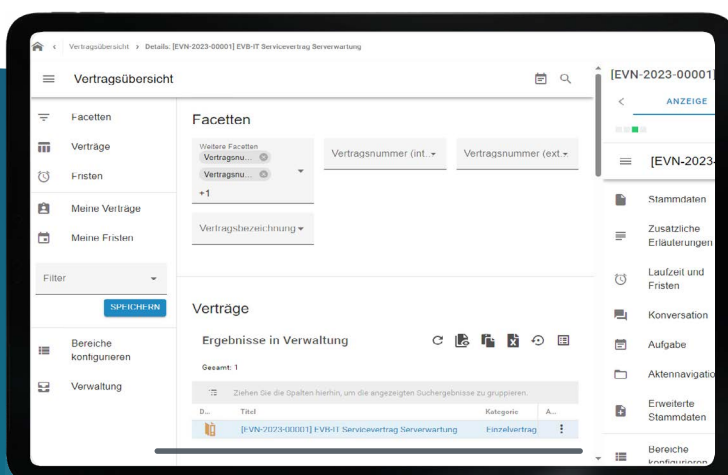 Vertragsübersicht > Details: [EVN-2023-00001] EVB-IT Servicevertrag Serverwartung
Vertragsübersicht
Facetten
Verträge
Fristen
Meine Verträge
Meine Fristen
Filter
SPEICHERN
Bereiche
konfigurieren
Verwaltung
Facetten
Weitere Facetten
Vertragsnu...
Vertragsnu...
+1
Vertragsnummer (int..
Vertragsnummer (ext.
Vertragsbezeichnung
Verträge
Ergebnisse in Verwaltung
Gesamt: 1
Ziehen Sie die Spalten hierhin, um die angezeigten Suchergebnisse zu gruppieren.
D... Titel Kategorie A...
[EVN-2023-00001] EVB-IT Servicevertrag Serverwartung Einzelvertrag
[EVN-2023-00001]
ANZEIGE
[EVN-2023-
Stammdaten
Zusätzliche
Erläuterungen
Laufzeit und
Fristen
Konversation
Aufgabe
Aktennavigatio
Erweiterte
Stammdaten
Bereiche
konfigurieren